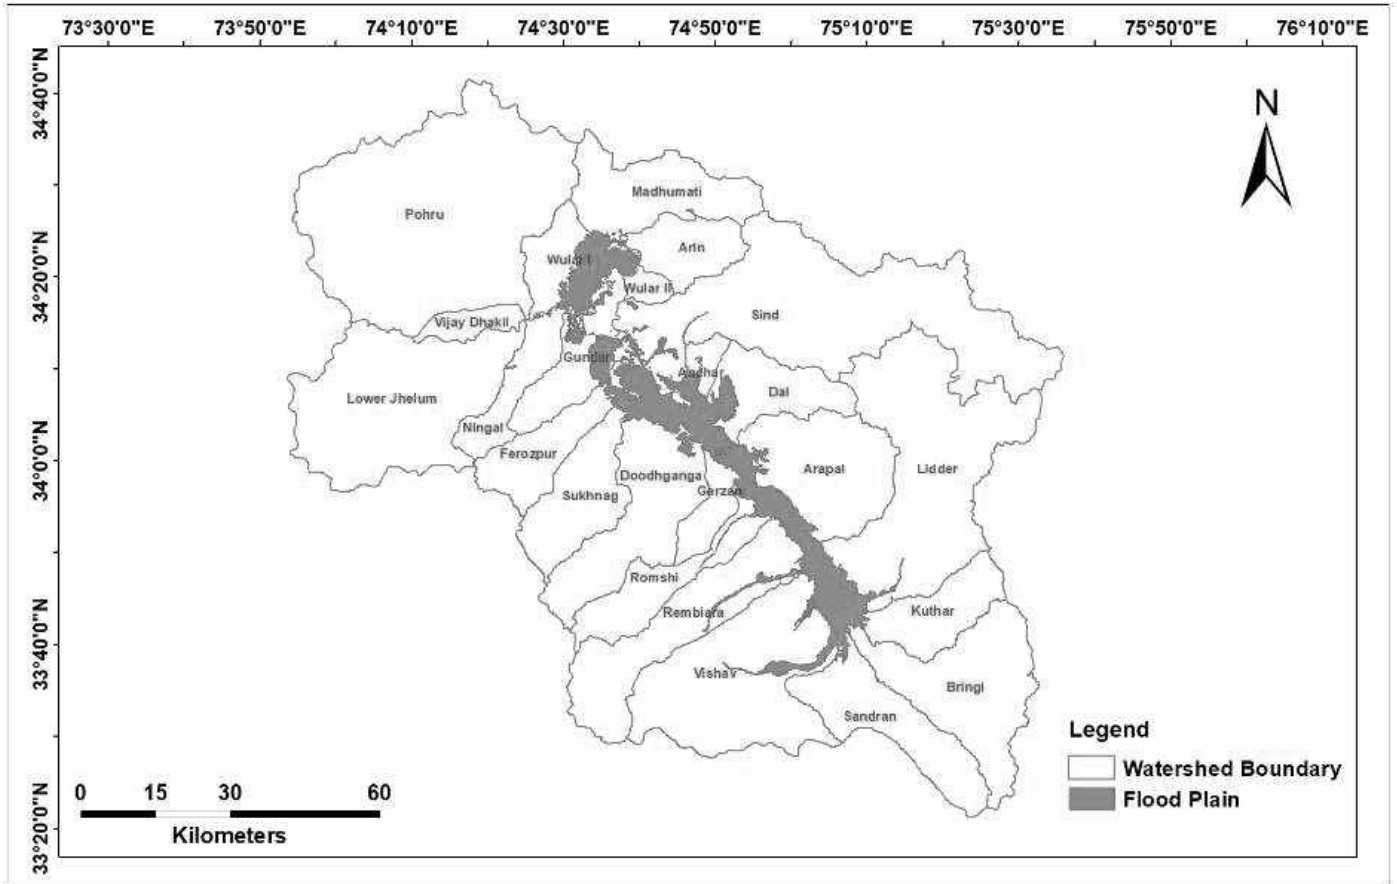 73°30'0"E 73°50'0"E 74°10'0"E 74°30'0"E 74°50'0"E 75°10'0"E 75°30'0"E 75°50'0"E 76°10'0"E
34°40'0"N
34°20'0"N
34°0'0"N
33°40'0"N
33°20'0"N
N
Madhumati
Pohru
Arin
Wular I
Wular II
Sind
Vijay Dhakil
Gundar
Aanhar
Dal
Lower Jhelum
Ningal
Ferozpur
Arapal
Lidder
Doodhganga
Sukhnag
Garzan
Romshi
Rembiara
Kuthar
Vishav
Bringi
Sandran
Legend
Watershed Boundary
Flood Plain
0 15 30 60
Kilometers